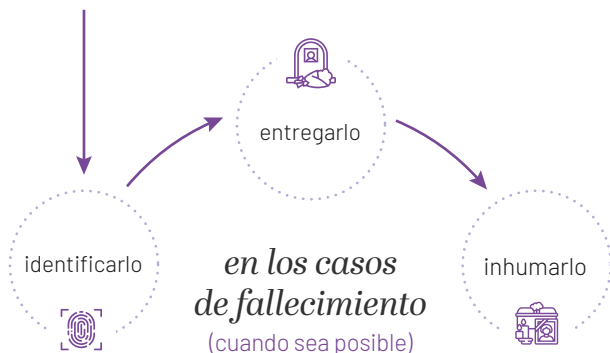 entregarlo
identificarlo
en los casos
de fallecimiento
(cuando sea posible)
inhumarlo